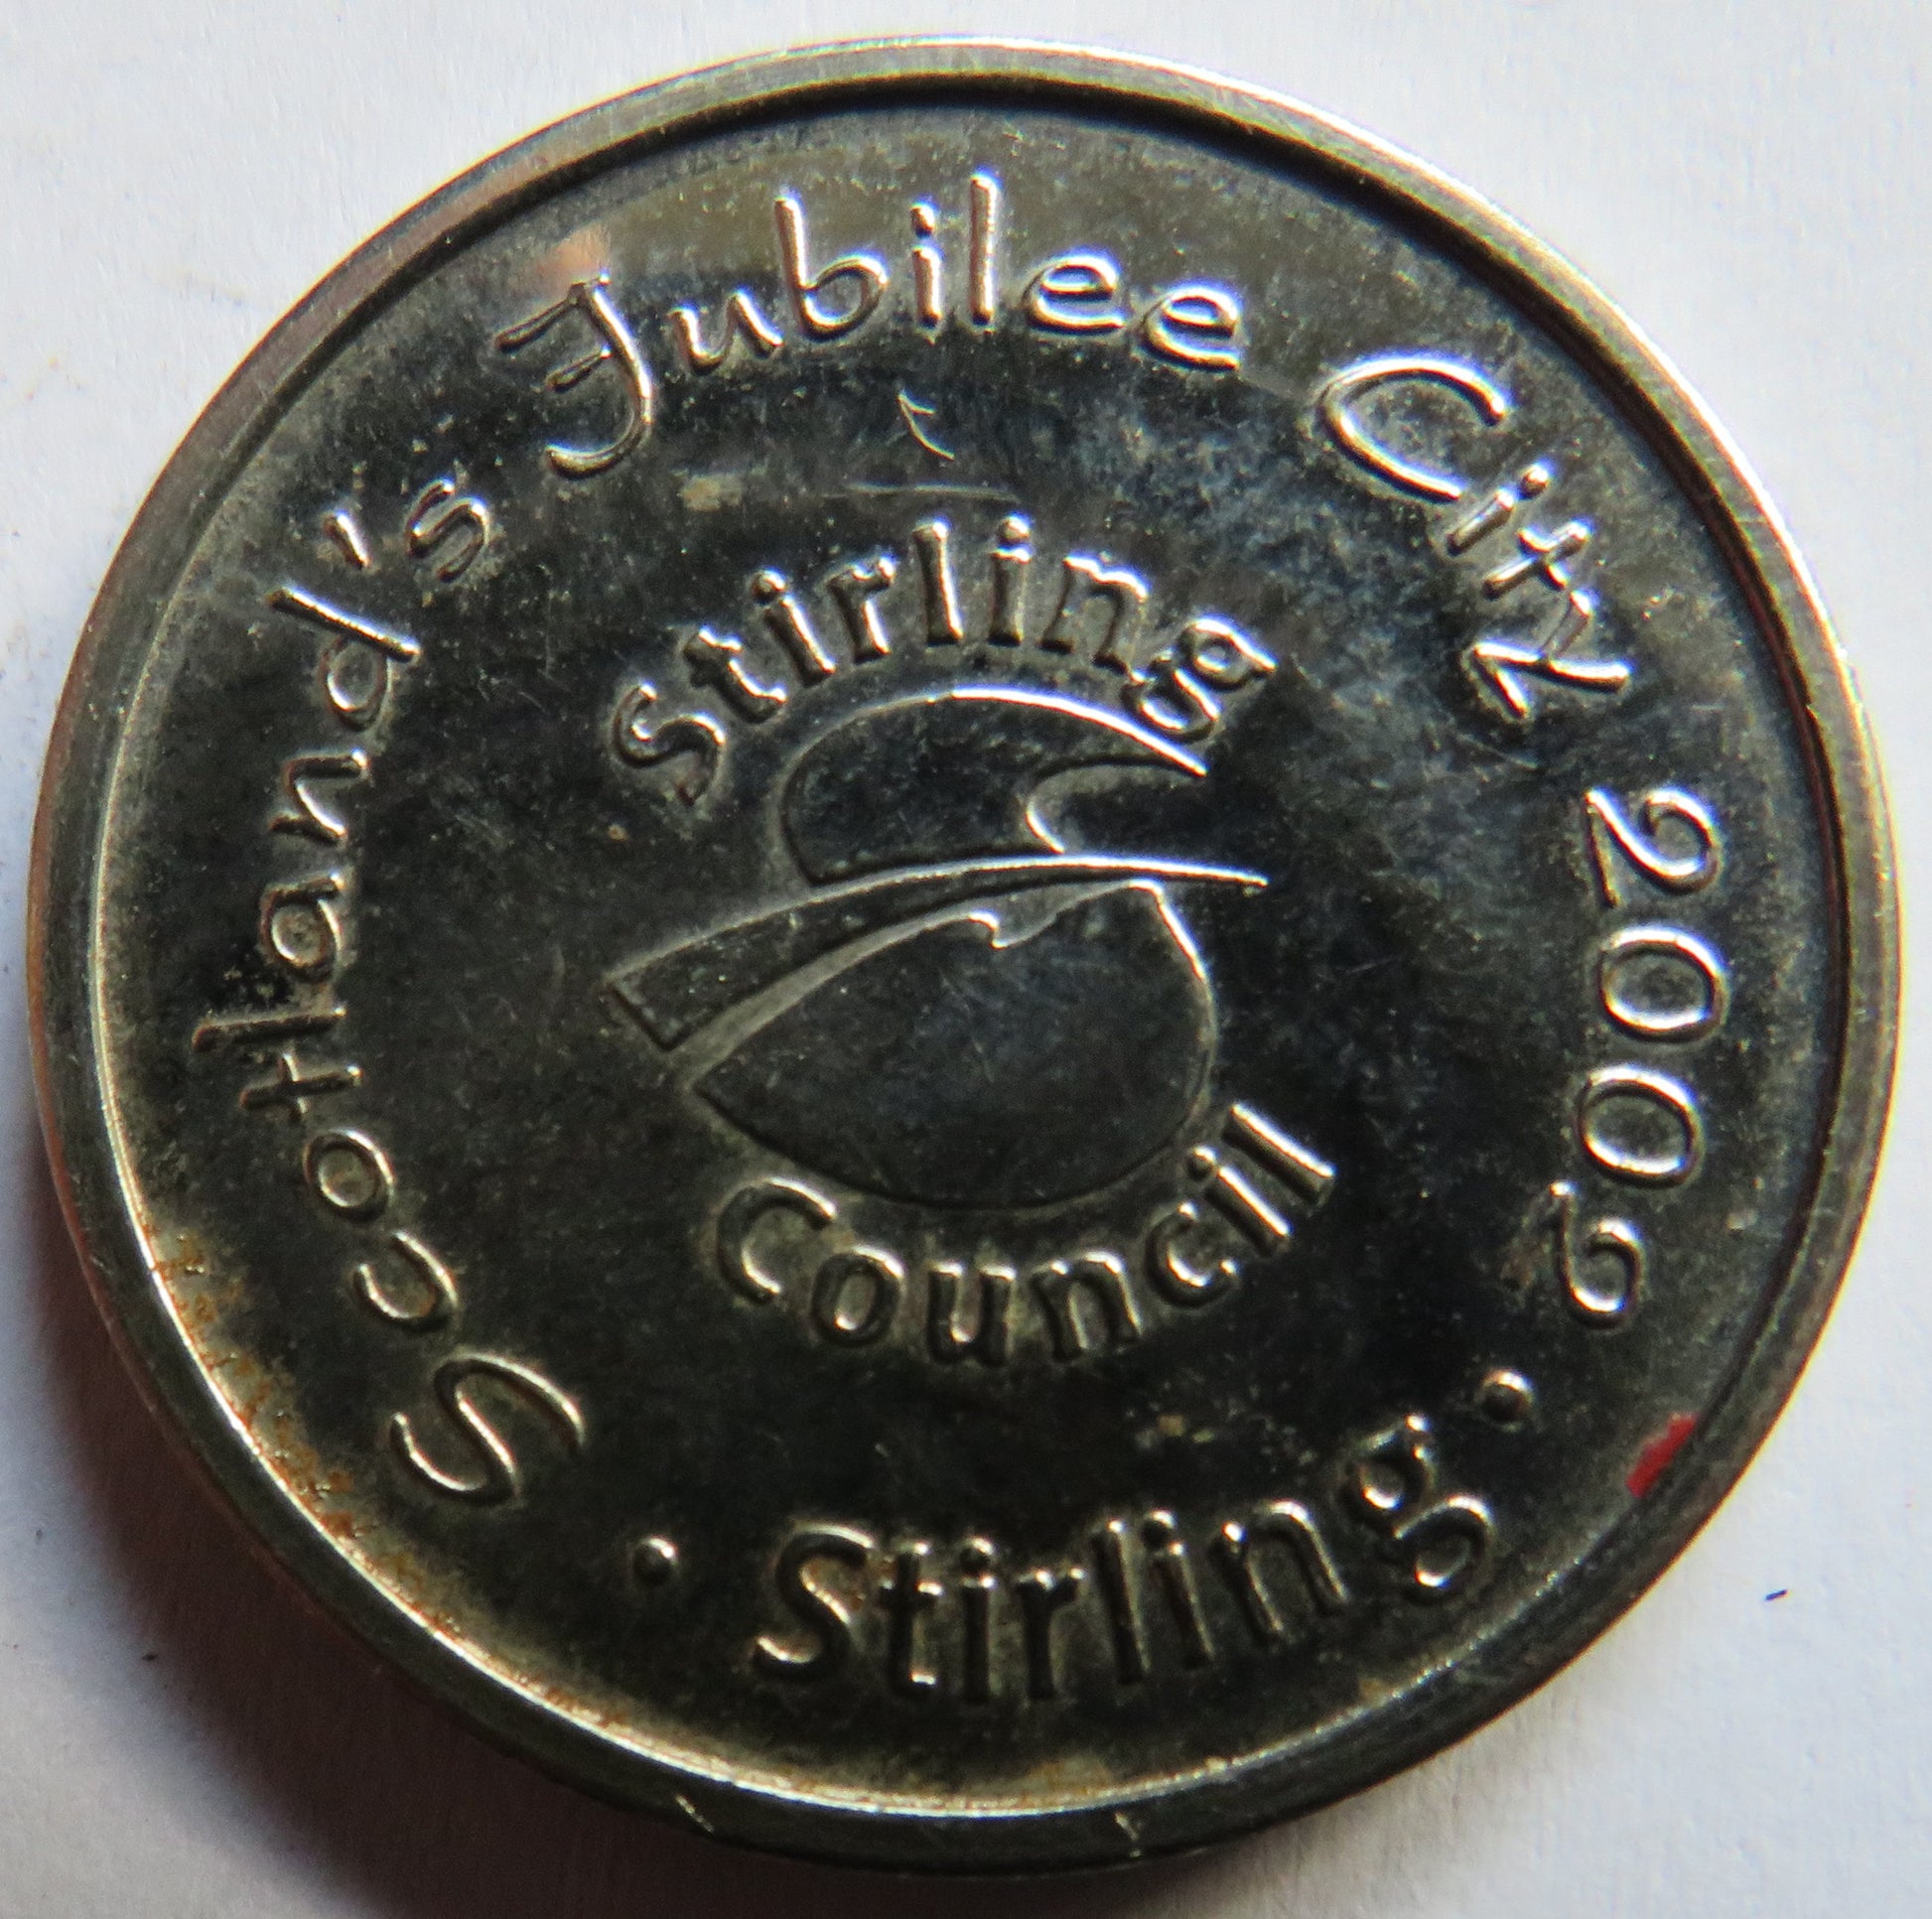 Scotland's Jubilee City 2002
· Stirling ·
Stirling
Council